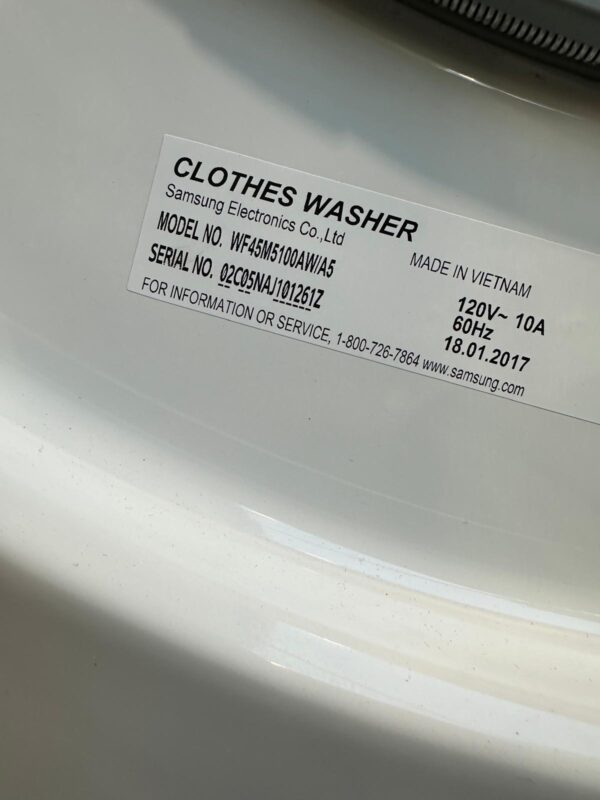 CLOTHES WASHER
Samsung Electronics Co.,Ltd
MODEL NO. WF45M5100AW/A5
SERIAL NO. 02C05NAJ101261Z
MADE IN VIETNAM
120V~ 10A
60Hz
18.01.2017
FOR INFORMATION OR SERVICE, 1-800-726-7864 www.samsung.com